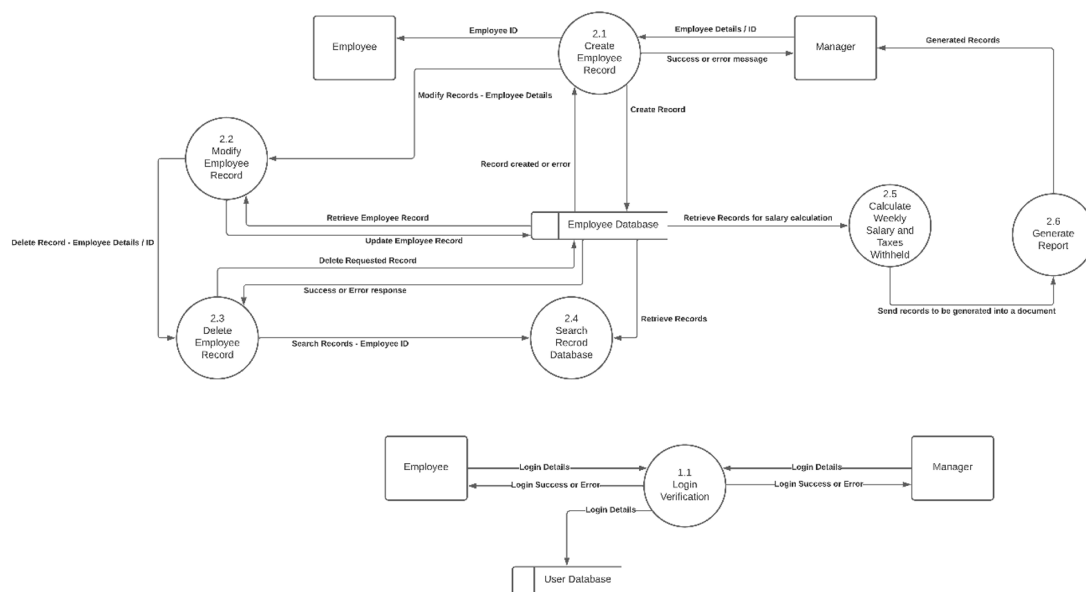 Employee
Employee ID
2.1
Create
Employee
Record
Employee Details / ID
Success or error message
Manager
Generated Records
Modify Records - Employee Details
Create Record
2.2
Modify
Employee
Record
Record created or error
2.5
Calculate
Weekly
Salary and
Taxes
Withheld
2.6
Generate
Report
Retrieve Employee Record
Employee Database
Retrieve Records for salary calculation
Delete Record - Employee Details / ID
Update Employee Record
Delete Requested Record
Success or Error response
Send records to be generated into a document
2.3
Delete
Employee
Record
Search Records - Employee ID
2.4
Search
Recrod
Database
Retrieve Records
Employee
Login Details
Login Success or Error
1.1
Login
Verification
Login Details
Login Success or Error
Manager
Login Details
User Database